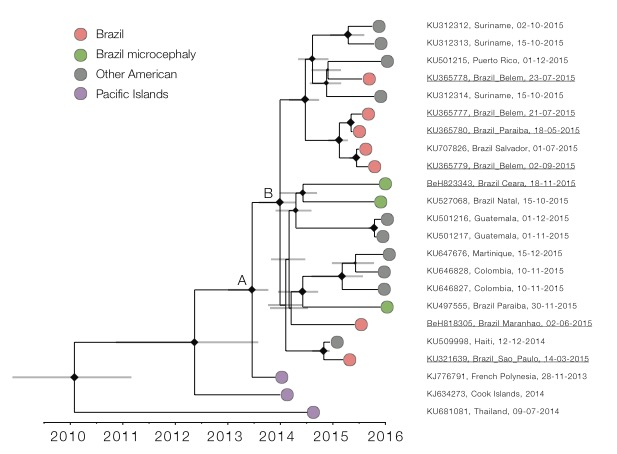 Brazil
Brazil microcephaly
Other American
Pacific Islands
KU312312, Suriname, 02-10-2015
KU312313, Suriname, 15-10-2015
KU501215, Puerto Rico, 01-12-2015
KU365778, Brazil_Belem, 23-07-2015
KU312314, Suriname, 15-10-2015
KU365777, Brazil_Belem, 21-07-2015
KU365780, Brazil_Paraiba, 18-05-2015
KU707826, Brazil Salvador, 01-07-2015
KU365779, Brazil_Belem, 02-09-2015
BeH823343, Brazil Ceara, 18-11-2015
KU527068, Brazil Natal, 15-10-2015
KU501216, Guatemala, 01-12-2015
KU501217, Guatemala, 01-11-2015
KU647676, Martinique, 15-12-2015
KU646828, Colombia, 10-11-2015
KU646827, Colombia, 10-11-2015
KU497555, Brazil Paraiba, 30-11-2015
BeH818305, Brazil Maranhao, 02-06-2015
KU509998, Haiti, 12-12-2014
KU321639, Brazil_Sao_Paulo, 14-03-2015
KJ776791, French Polynesia, 28-11-2013
KJ634273, Cook Islands, 2014
KU681081, Thailand, 09-07-2014
B
A
2010 2011 2012 2013 2014 2015 2016